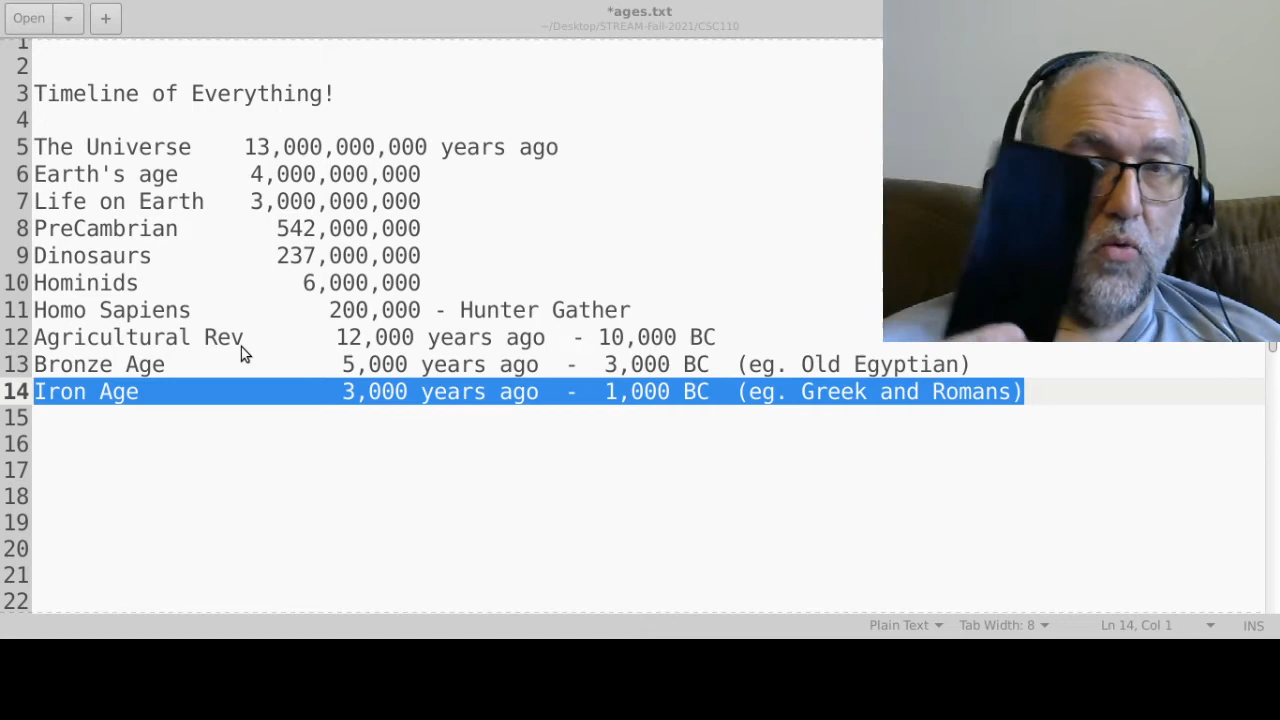 Open
*ages.txt
~/Desktop/STREAM-Fall-2021/CSC110
1
2
3 Timeline of Everything!
4
5 The Universe 13,000,000,000 years ago
6 Earth's age 4,000,000,000
7 Life on Earth 3,000,000,000
8 PreCambrian 542,000,000
9 Dinosaurs 237,000,000
10 Hominids 6,000,000
11 Homo Sapiens 200,000 - Hunter Gather
12 Agricultural Rev 12,000 years ago - 10,000 BC
13 Bronze Age 5,000 years ago - 3,000 BC (eg. Old Egyptian)
14 Iron Age 3,000 years ago - 1,000 BC (eg. Greek and Romans)
15
16
17
18
19
20
21
22
Plain Text Tab Width: 8 Ln 14, Col 1 INS